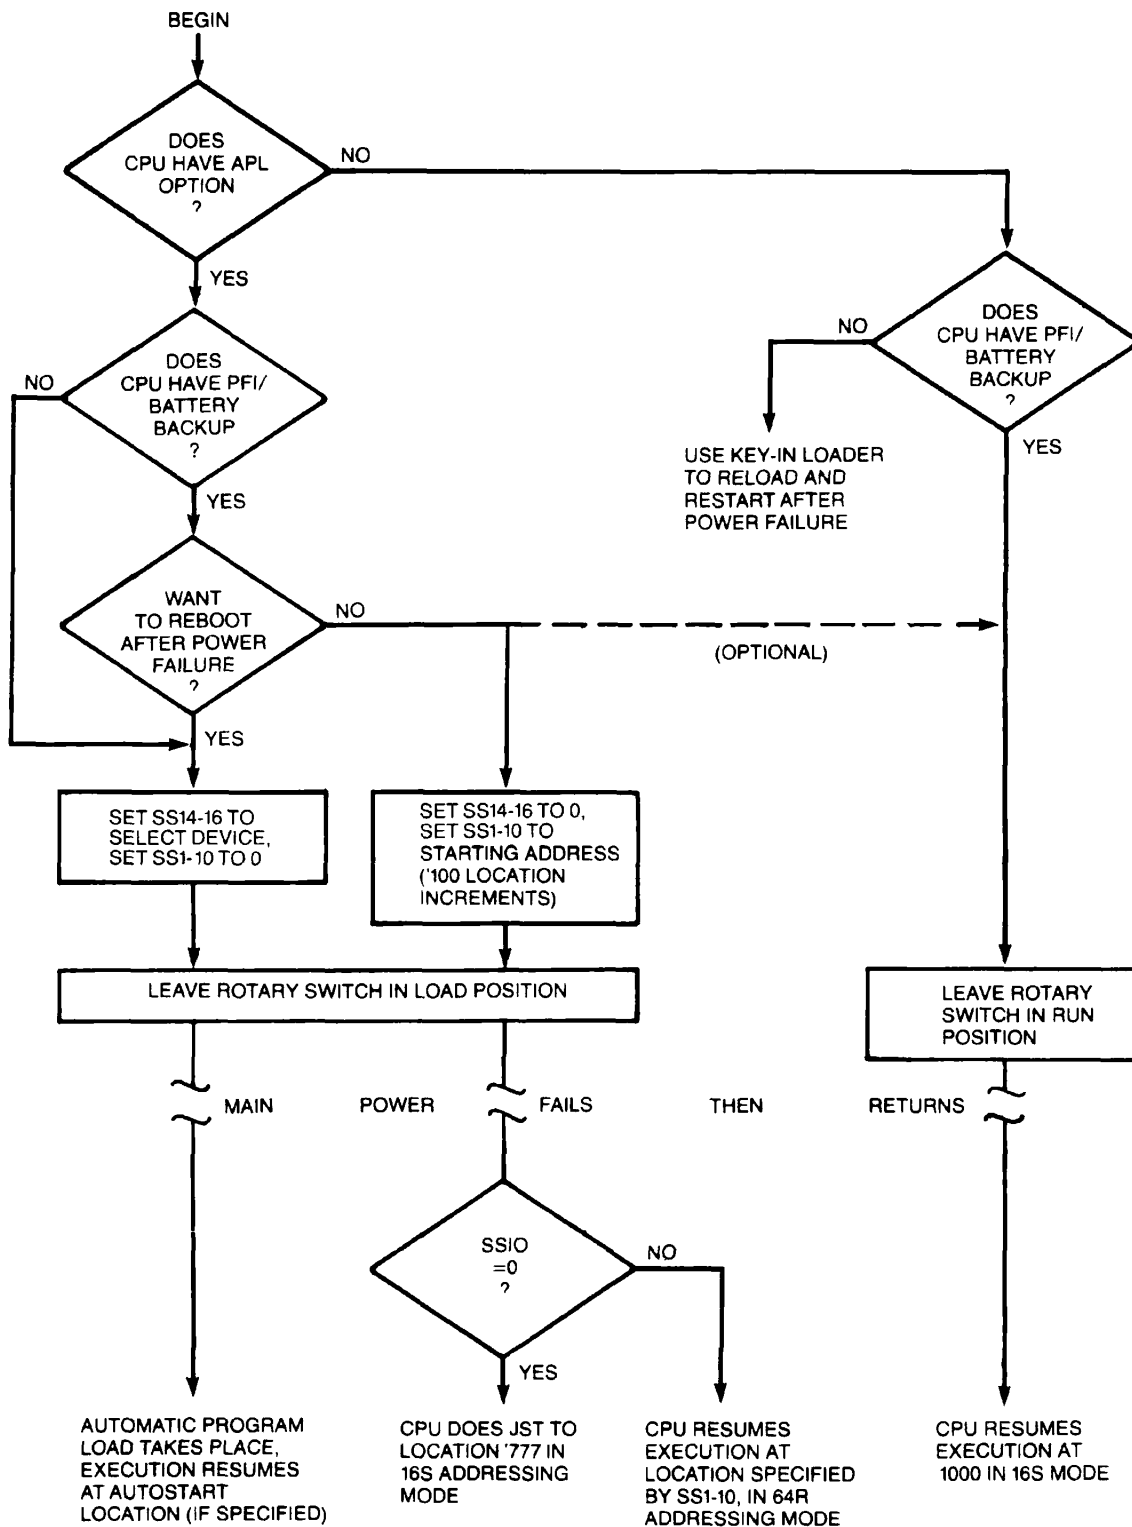 BEGIN
DOES
CPU HAVE APL
OPTION
?
NO
YES
DOES
CPU HAVE PFI/
BATTERY
BACKUP
?
NO
YES
DOES
CPU HAVE PFI/
BATTERY
BACKUP
?
NO
YES
USE KEY-IN LOADER
TO RELOAD AND
RESTART AFTER
POWER FAILURE
WANT
TO REBOOT
AFTER POWER
FAILURE
?
NO
(OPTIONAL)
YES
SET SS14-16 TO
SELECT DEVICE,
SET SS1-10 TO 0
SET SS14-16 TO 0,
SET SS1-10 TO
STARTING ADDRESS
('100 LOCATION
INCREMENTS)
LEAVE ROTARY SWITCH IN LOAD POSITION
LEAVE ROTARY
SWITCH IN RUN
POSITION
MAIN POWER FAILS THEN RETURNS
SSIO
=0
?
NO
YES
AUTOMATIC PROGRAM
LOAD TAKES PLACE,
EXECUTION RESUMES
AT AUTOSTART
LOCATION (IF SPECIFIED)
CPU DOES JST TO
LOCATION '777 IN
16S ADDRESSING
MODE
CPU RESUMES
EXECUTION AT
LOCATION SPECIFIED
BY SS1-10, IN 64R
ADDRESSING MODE
CPU RESUMES
EXECUTION AT
1000 IN 16S MODE